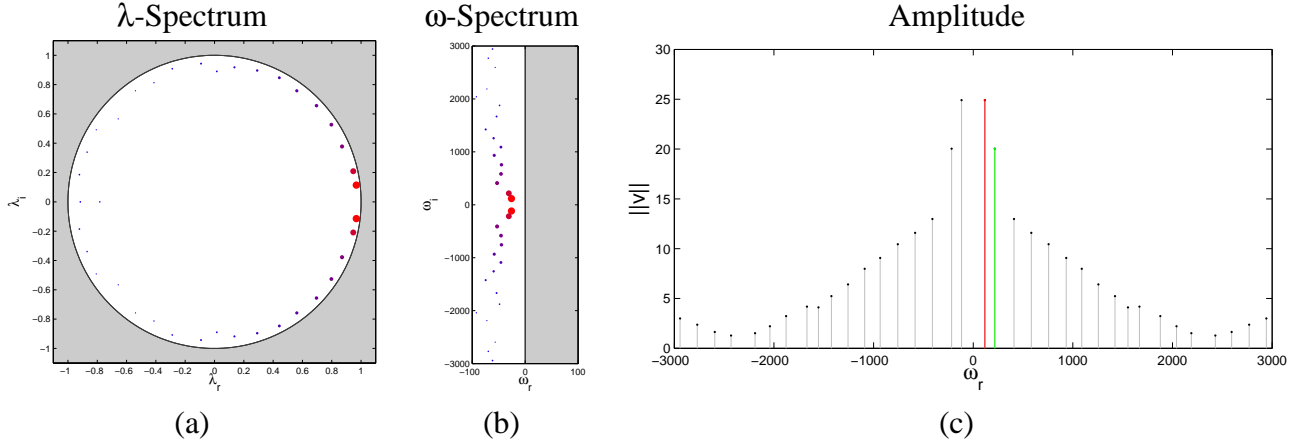 λ-Spectrum
ω-Spectrum
Amplitude
1
0.8
0.6
0.4
0.2
0
−0.2
−0.4
−0.6
−0.8
−1
λi
−1 −0.8 −0.6 −0.4 −0.2 0 0.2 0.4 0.6 0.8 1
λr
(a)
3000
2000
1000
0
−1000
−2000
−3000
ωi
−100 0 100
ωr
(b)
30
25
20
15
10
5
0
||v||
−3000 −2000 −1000 0 1000 2000 3000
ωr
(c)